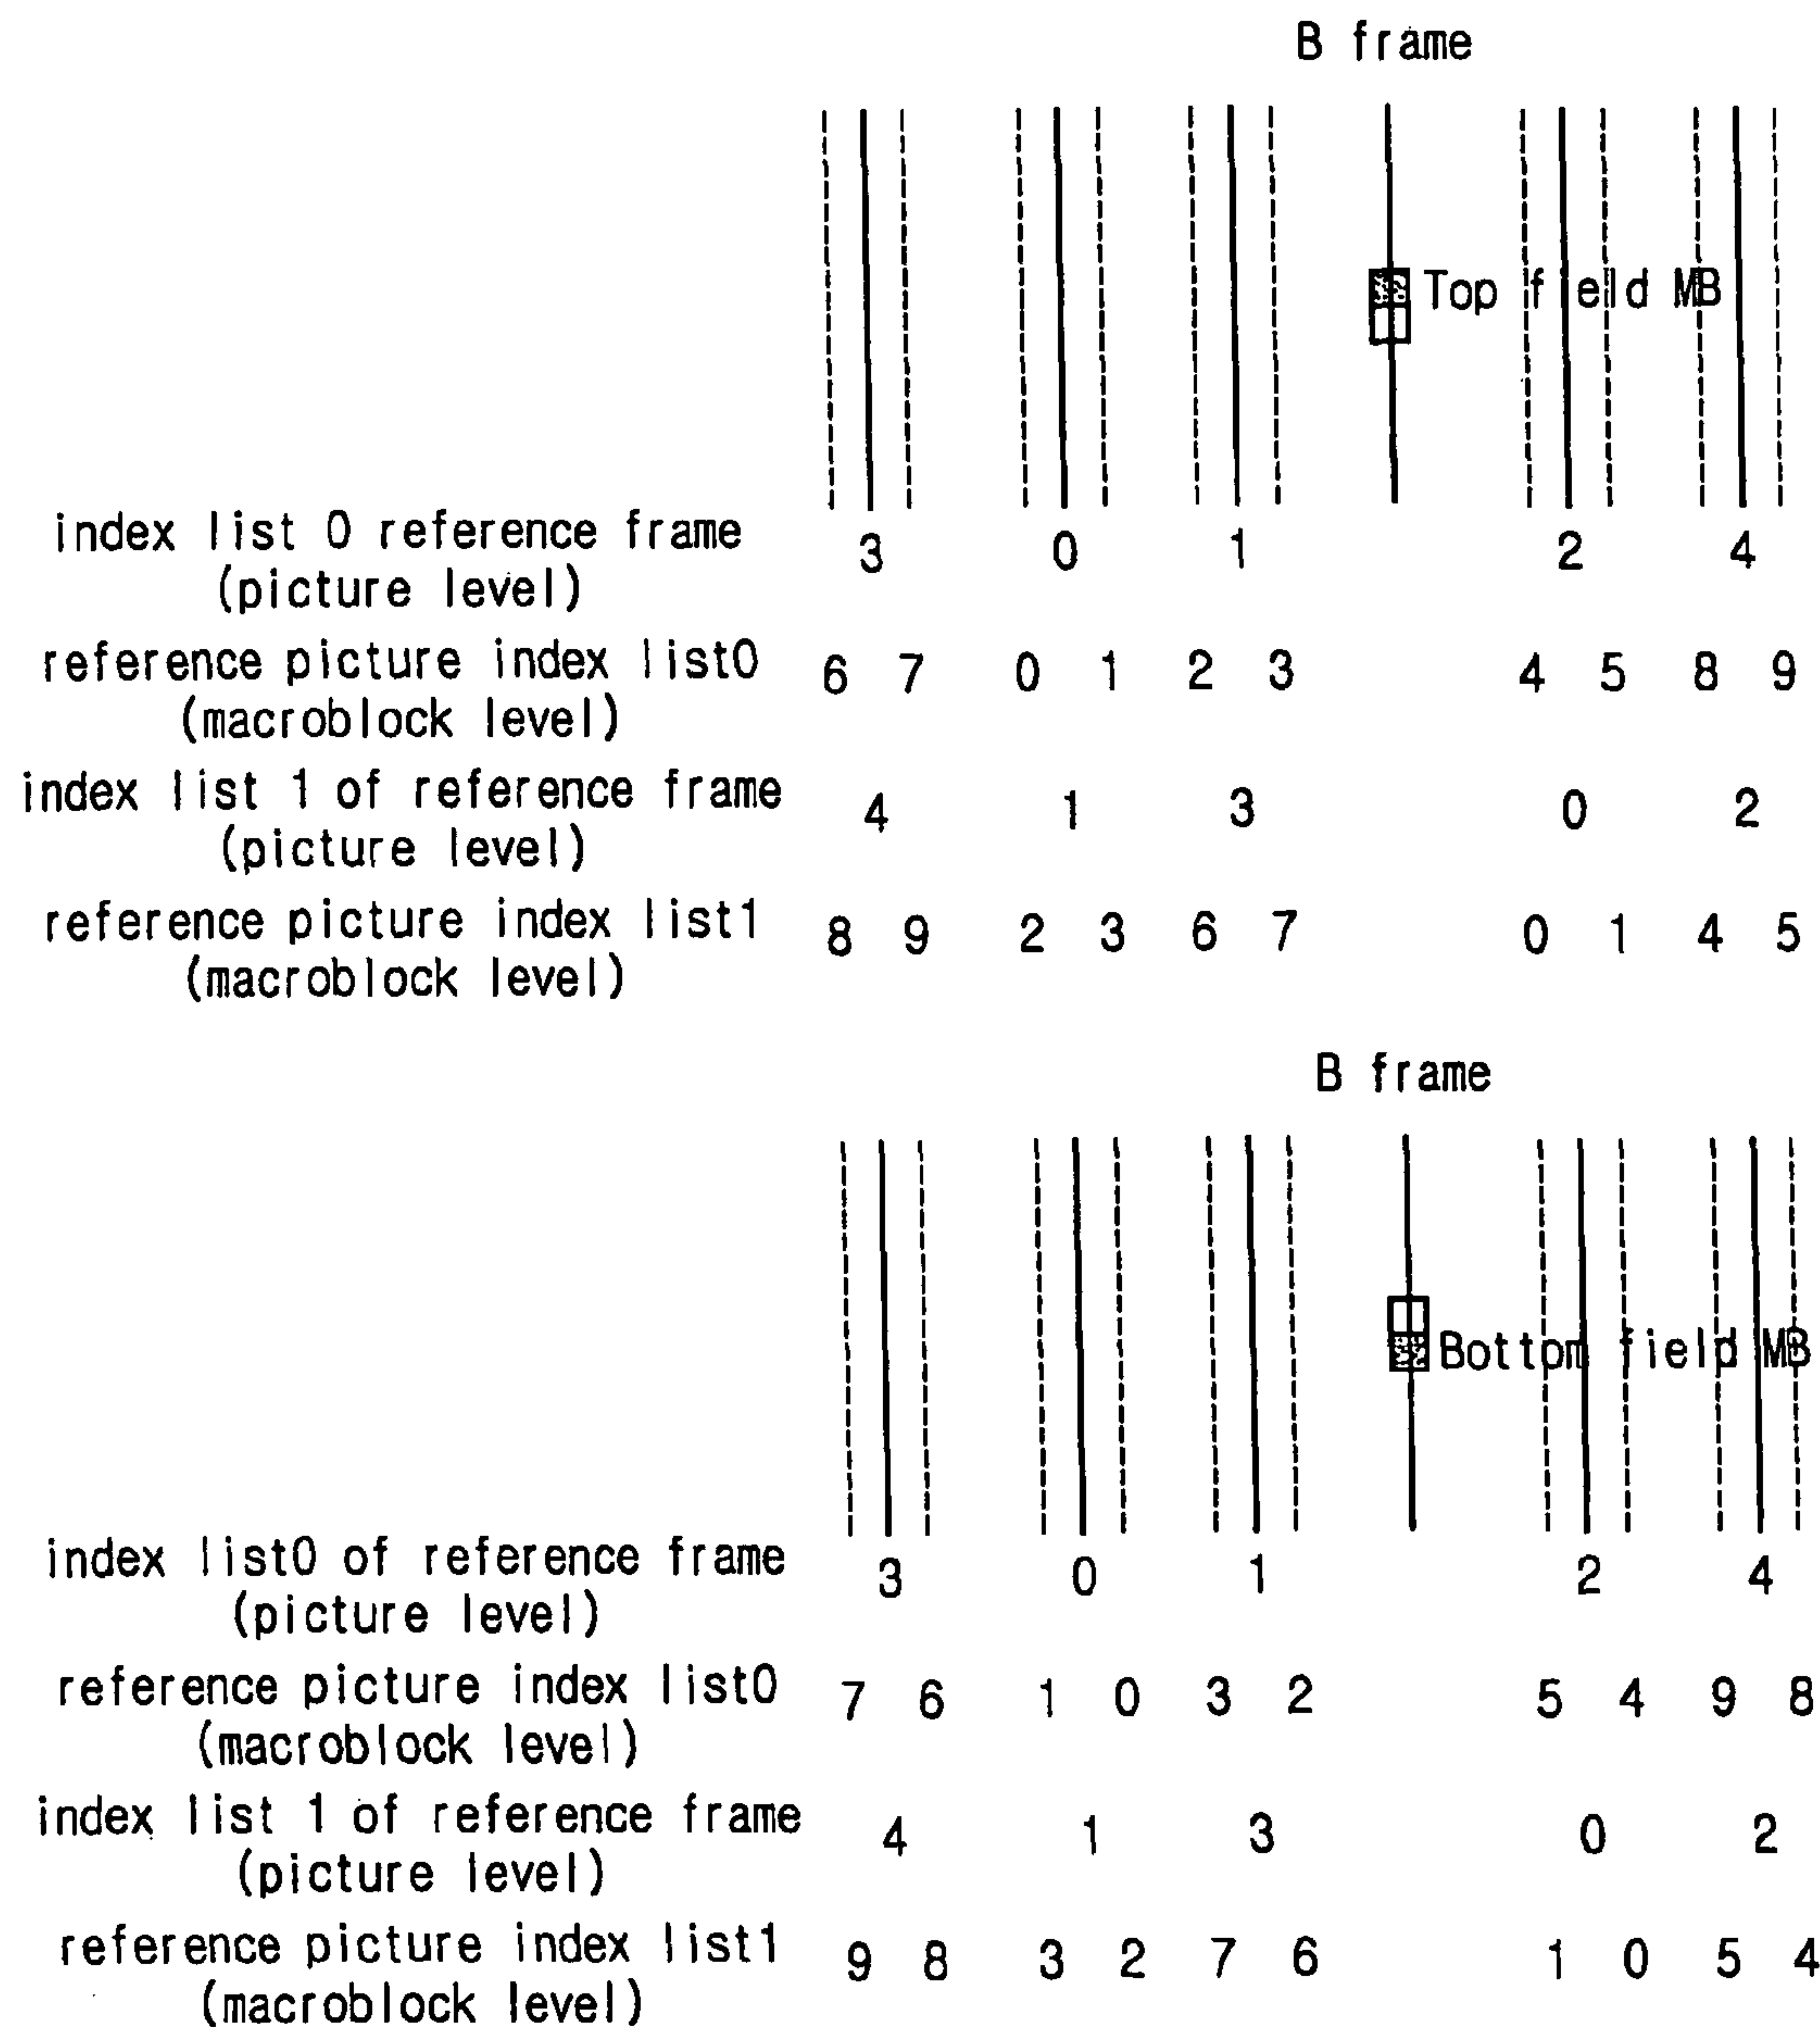 B frame
Top field MB
index list 0 reference frame
(picture level)
3 0 1 2 4
reference picture index list0
(macroblock level)
6 7 0 1 2 3 4 5 8 9
index list 1 of reference frame
(picture level)
4 1 3 0 2
reference picture index list1
(macroblock level)
8 9 2 3 6 7 0 1 4 5
B frame
Bottom field MB
index list0 of reference frame
(picture level)
3 0 1 2 4
reference picture index list0
(macroblock level)
7 6 1 0 3 2 5 4 9 8
index list 1 of reference frame
(picture level)
4 1 3 0 2
reference picture index list1
(macroblock level)
9 8 3 2 7 6 1 0 5 4